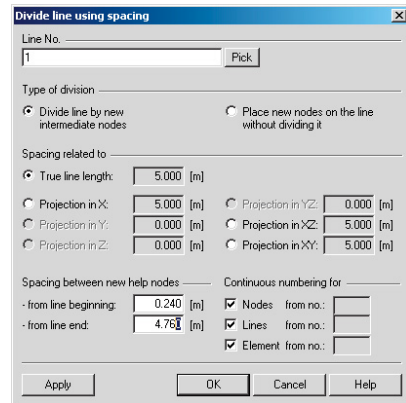 Divide line using spacing
Line No.
1 Pick
Type of division
Divide line by new intermediate nodes
Place new nodes on the line without dividing it
Spacing related to
True line length: 5.000 [m]
Projection in X: 5.000 [m] Projection in YZ: 0.000 [m]
Projection in Y: 0.000 [m] Projection in XZ: 5.000 [m]
Projection in Z: 0.000 [m] Projection in XY: 5.000 [m]
Spacing between new help nodes Continuous numbering for
- from line beginning: 0.240 [m] Nodes from no.:
- from line end: 4.760 [m] Lines from no.:
Element from no.:
Apply OK Cancel Help